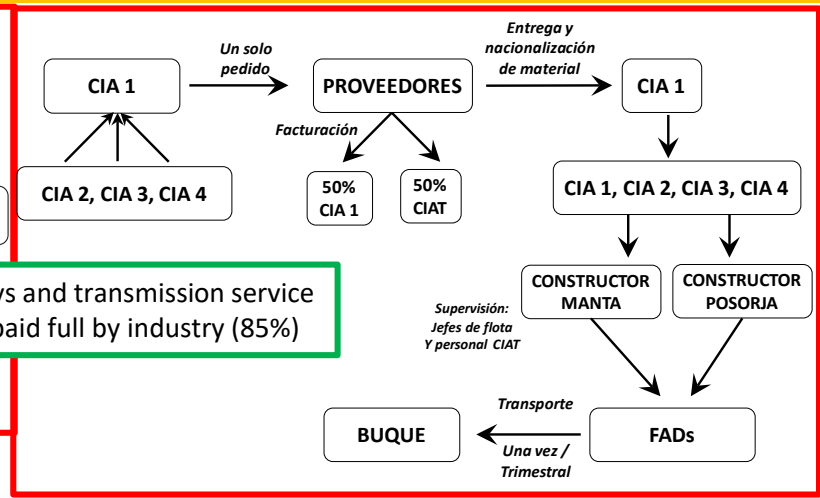 Un solo
pedido
Entrega y
nacionalización
de material
CIA 1
PROVEEDORES
CIA 1
Facturación
CIA 2, CIA 3, CIA 4
50%
CIA 1
50%
CIAT
CIA 1, CIA 2, CIA 3, CIA 4
and transmission service
paid full by industry (85%)
CONSTRUCTOR
MANTA
CONSTRUCTOR
POSORJA
Supervisión:
Jefes de flota
Y personal CIAT
Transporte
BUQUE
FADs
Una vez /
Trimestral